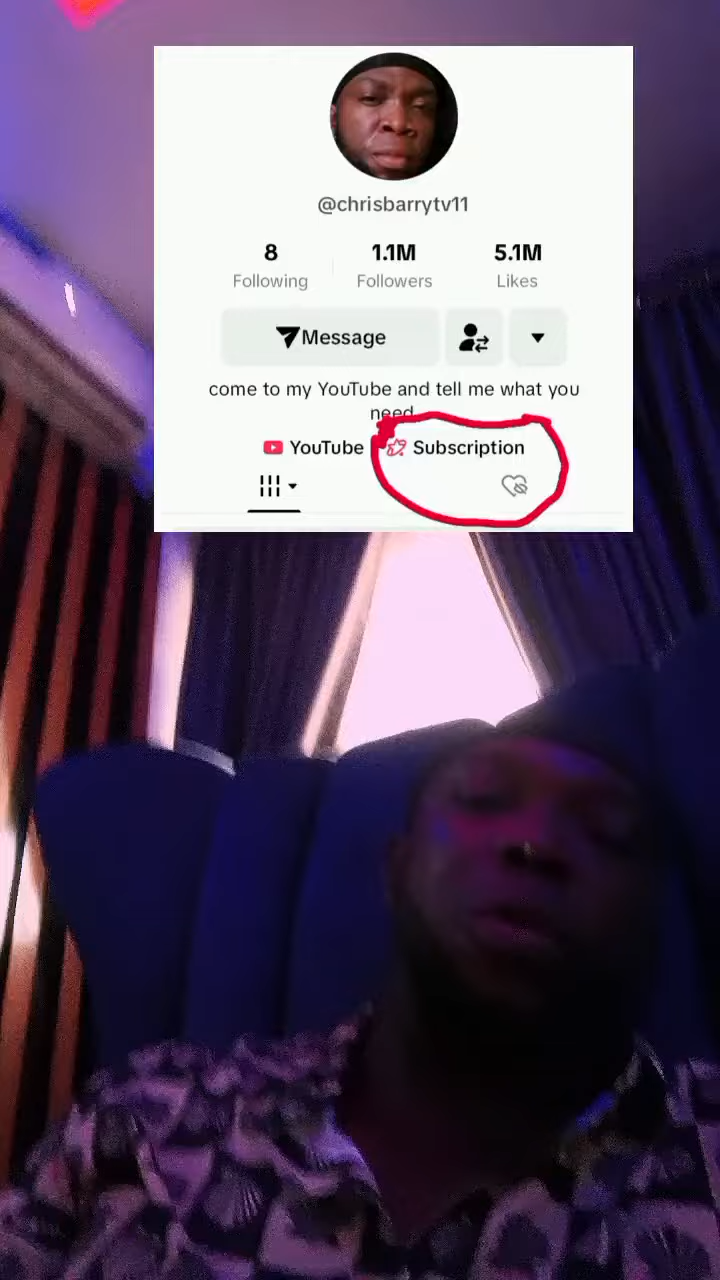 @chrisbarrytv11
8 1.1M 5.1M
Following Followers Likes
Message
come to my YouTube and tell me what you
need
YouTube Subscription